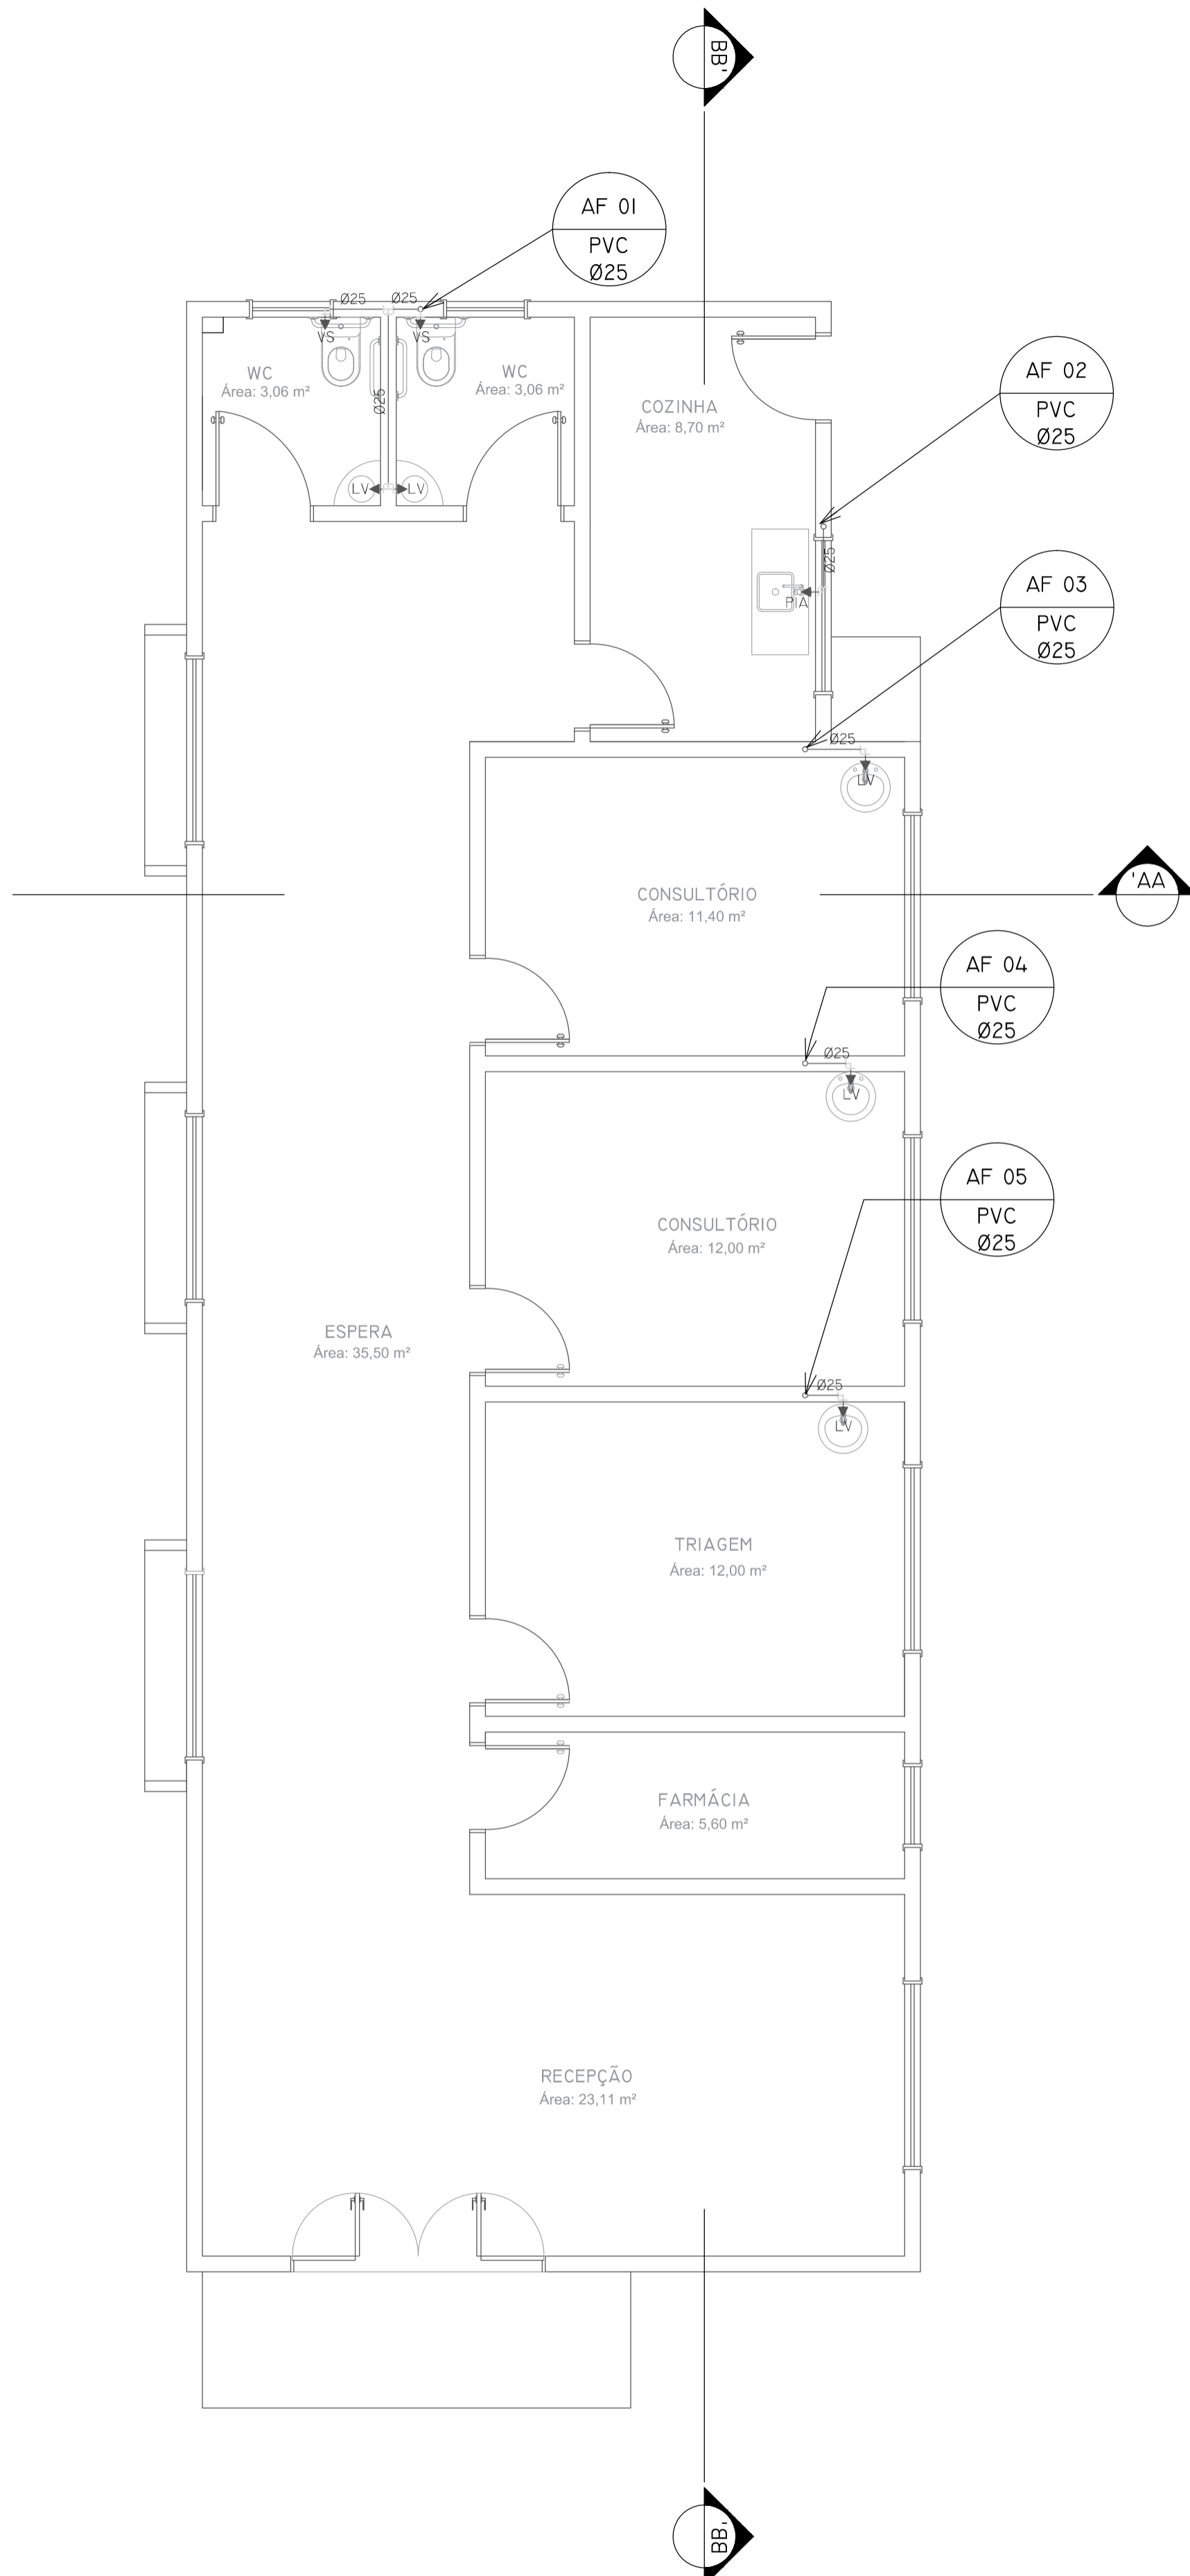 BB'
AF 01
PVC
Ø25
Ø25
Ø25
VS
VS
WC
Área: 3,06 m²
WC
Área: 3,06 m²
Ø25
LV
LV
COZINHA
Área: 8,70 m²
AF 02
PVC
Ø25
Ø25
PIA
AF 03
PVC
Ø25
Ø25
LV
CONSULTÓRIO
Área: 11,40 m²
AA'
AF 04
PVC
Ø25
Ø25
LV
CONSULTÓRIO
Área: 12,00 m²
AF 05
PVC
Ø25
ESPERA
Área: 35,50 m²
Ø25
LV
TRIAGEM
Área: 12,00 m²
FARMÁCIA
Área: 5,60 m²
RECEPÇÃO
Área: 23,11 m²
BB'